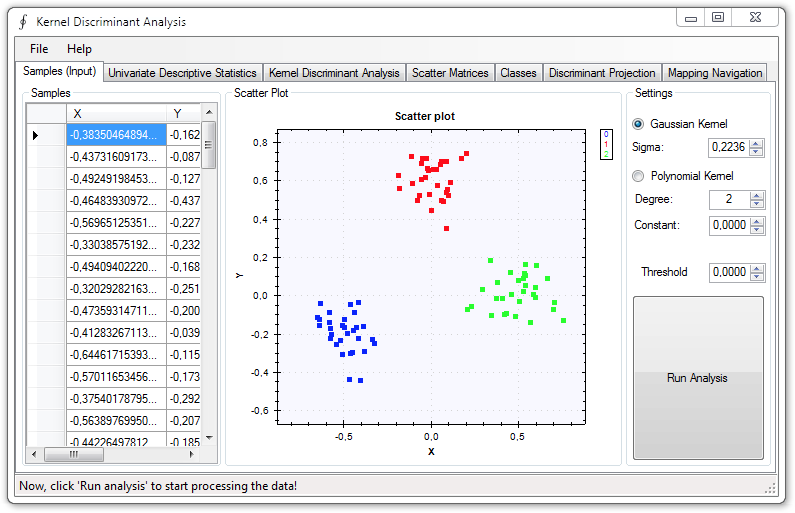 Kernel Discriminant Analysis
File Help
Samples (Input) Univariate Descriptive Statistics Kernel Discriminant Analysis Scatter Matrices Classes Discriminant Projection Mapping Navigation
Samples
X Y
-0,38350464894... -0,162
-0,43731609173... -0,087
-0,49249198453... -0,127
-0,46483930972... -0,437
-0,56965125351... -0,227
-0,33038575192... -0,232
-0,49409402220... -0,168
-0,32029282163... -0,251
-0,47359314711... -0,200
-0,41283267113... -0,039
-0,64461715393... -0,115
-0,57011653456... -0,173
-0,37540178795... -0,292
-0,56389769950... -0,207
-0,44226497812 -0,185
Scatter Plot
Scatter plot
0
1
2
0,8
0,6
0,4
0,2
0,0
-0,2
-0,4
-0,6
Y
-0,5 0,0 0,5
X
Settings
Gaussian Kernel
Sigma: 0,2236
Polynomial Kernel
Degree: 2
Constant: 0,0000
Threshold 0,0000
Run Analysis
Now, click 'Run analysis' to start processing the data!